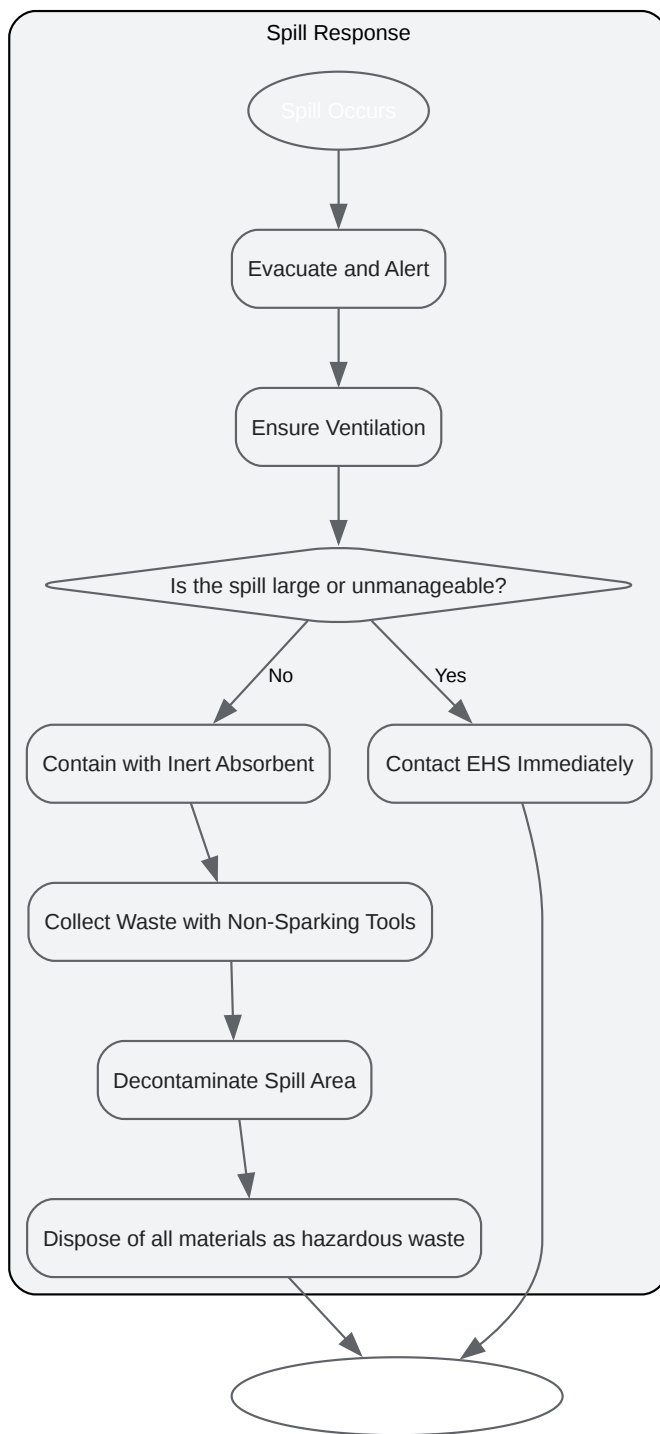 Spill Response
Spill Occurs
Evacuate and Alert
Ensure Ventilation
Is the spill large or unmanageable?
No
Yes
Contain with Inert Absorbent
Contact EHS Immediately
Collect Waste with Non-Sparking Tools
Decontaminate Spill Area
Dispose of all materials as hazardous waste